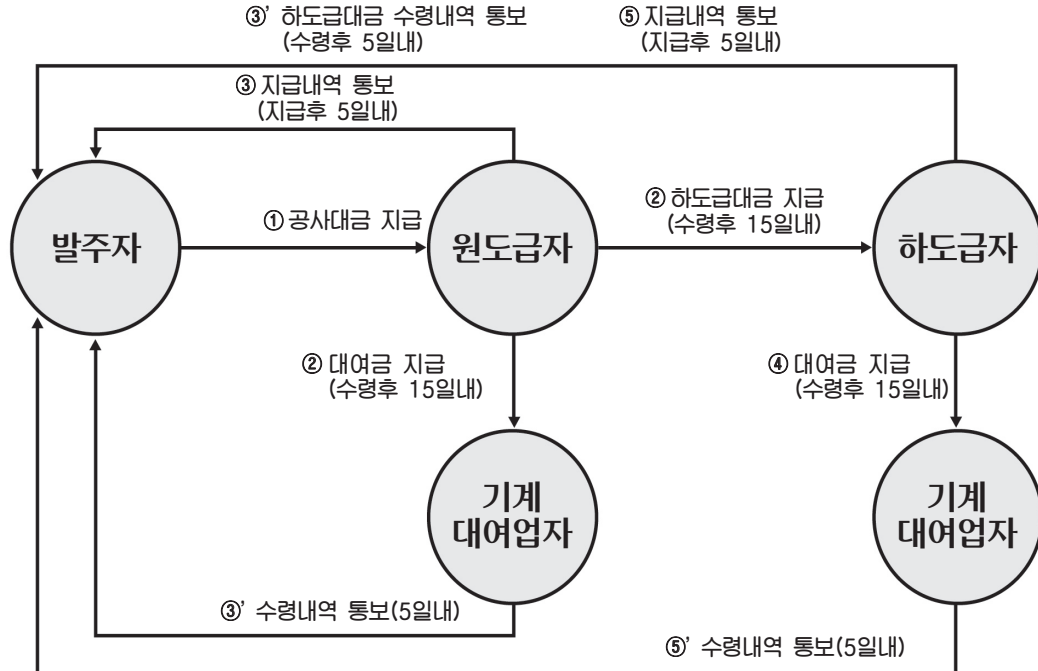 ③’ 하도급대금 수령내역 통보
(수령후 5일내)
⑤ 지급내역 통보
(지급후 5일내)
③ 지급내역 통보
(지급후 5일내)
발주자
① 공사대금 지급
원도급자
② 하도급대금 지급
(수령후 15일내)
하도급자
② 대여금 지급
(수령후 15일내)
④ 대여금 지급
(수령후 15일내)
기계
대여업자
기계
대여업자
③’ 수령내역 통보(5일내)
⑤’ 수령내역 통보(5일내)